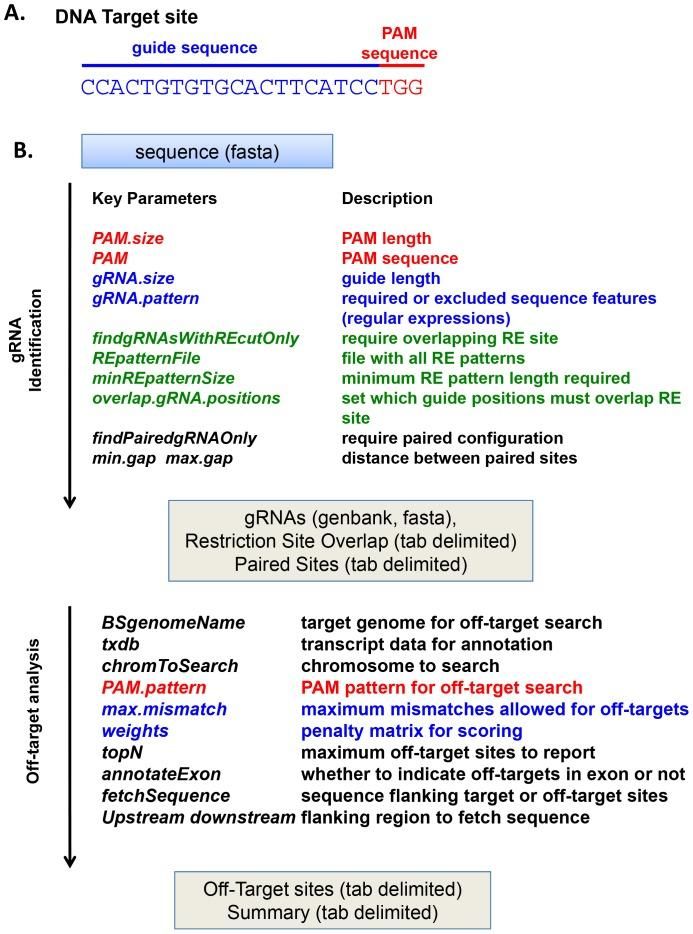 A.
DNA Target site
PAM
guide sequence
sequence
CCACTGTGTGCACTTCATCCTGG
B.
sequence (fasta)
Key Parameters Description
PAM.size PAM length
PAM PAM sequence
gRNA.size guide length
gRNA.pattern required or excluded sequence features
(regular expressions)
findgRNAsWithREcutOnly require overlapping RE site
REpatternFile file with all RE patterns
minREpatternSize minimum RE pattern length required
overlap.gRNA.positions set which guide positions must overlap RE
site
findPairedgRNAOnly require paired configuration
min.gap max.gap distance between paired sites
gRNA
Identification
gRNAs (genbank, fasta),
Restriction Site Overlap (tab delimited)
Paired Sites (tab delimited)
BSgenomeName target genome for off-target search
txdb transcript data for annotation
chromToSearch chromosome to search
PAM.pattern PAM pattern for off-target search
max.mismatch maximum mismatches allowed for off-targets
weights penalty matrix for scoring
topN maximum off-target sites to report
annotateExon whether to indicate off-targets in exon or not
fetchSequence sequence flanking target or off-target sites
Upstream downstream flanking region to fetch sequence
Off-target analysis
Off-Target sites (tab delimited)
Summary (tab delimited)